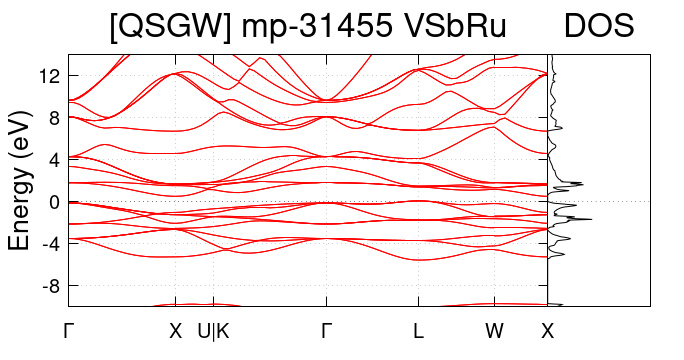 [QSGW] mp-31455 VSbRu DOS
Energy (eV)
12
8
4
0
-4
-8
Γ X U|K Γ L W X